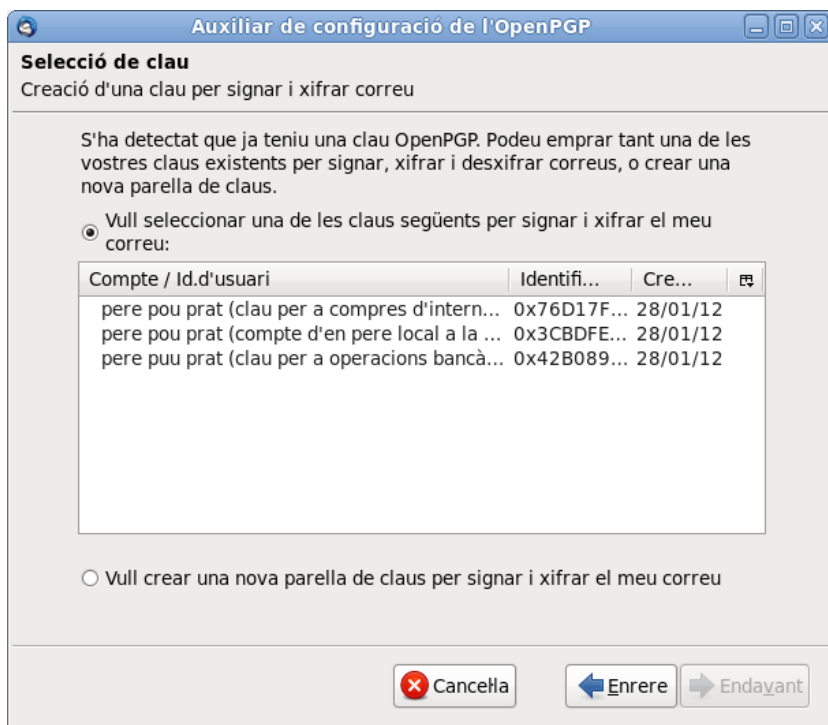 Auxiliar de configuració de l'OpenPGP
Selecció de clau
Creació d'una clau per signar i xifrar correu
S'ha detectat que ja teniu una clau OpenPGP. Podeu emprar tant una de les
vostres claus existents per signar, xifrar i desxifrar correus, o crear una
nova parella de claus.
Vull seleccionar una de les claus següents per signar i xifrar el meu
correu:
Compte / Id.d'usuari Identifi... Cre...
pere pou prat (clau per a compres d'intern... 0x76D17F... 28/01/12
pere pou prat (compte d'en pere local a la ... 0x3CBDFE... 28/01/12
pere puu prat (clau per a operacions bancà... 0x42B089... 28/01/12
Vull crear una nova parella de claus per signar i xifrar el meu correu
Canceŀla Enrere Endavant